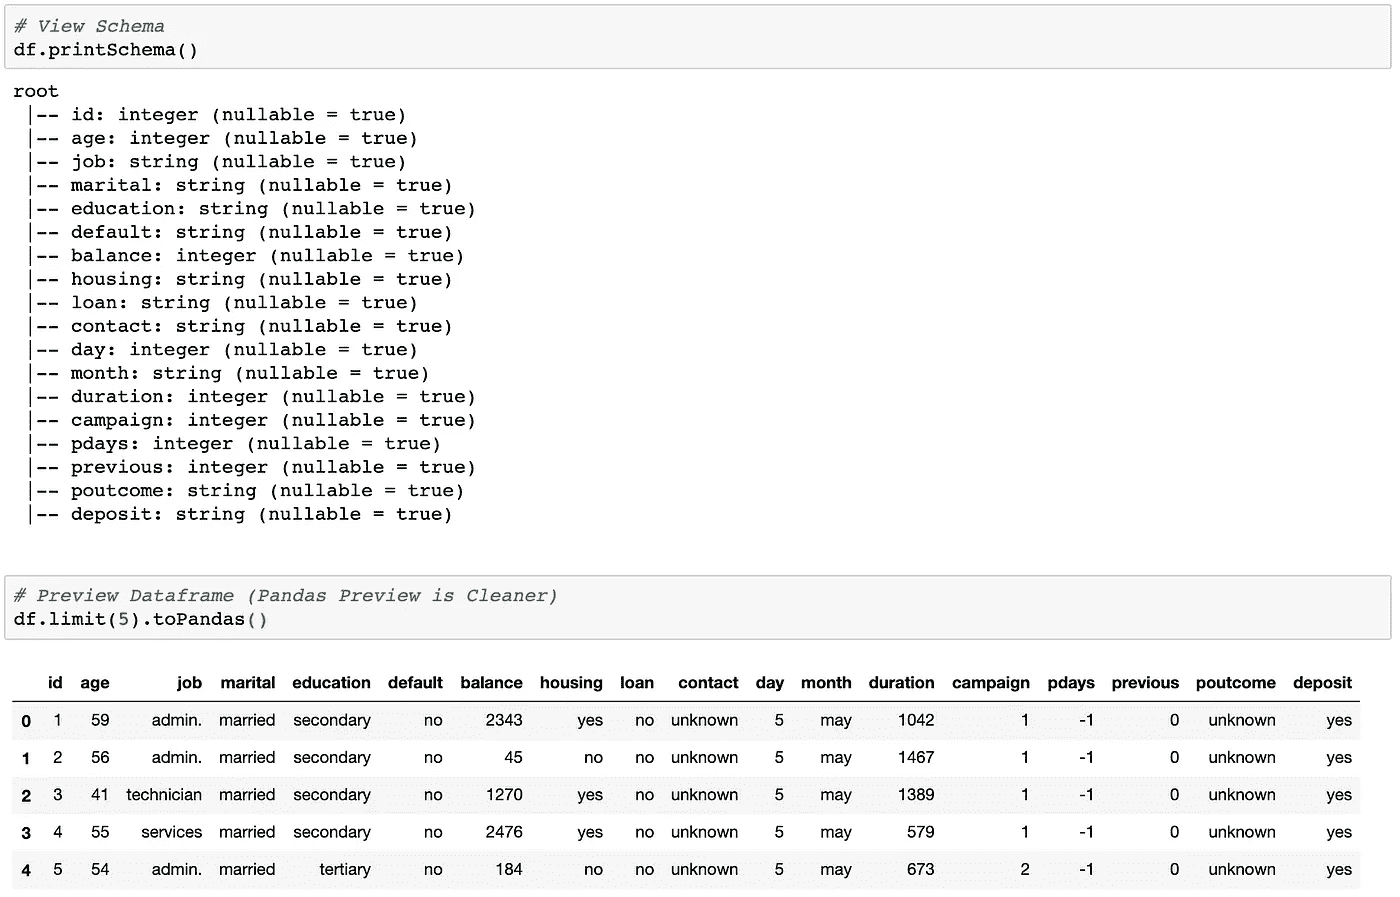 # View Schema
df.printSchema()
root
|-- id: integer (nullable = true)
|-- age: integer (nullable = true)
|-- job: string (nullable = true)
|-- marital: string (nullable = true)
|-- education: string (nullable = true)
|-- default: string (nullable = true)
|-- balance: integer (nullable = true)
|-- housing: string (nullable = true)
|-- loan: string (nullable = true)
|-- contact: string (nullable = true)
|-- day: integer (nullable = true)
|-- month: string (nullable = true)
|-- duration: integer (nullable = true)
|-- campaign: integer (nullable = true)
|-- pdays: integer (nullable = true)
|-- previous: integer (nullable = true)
|-- poutcome: string (nullable = true)
|-- deposit: string (nullable = true)
# Preview Dataframe (Pandas Preview is Cleaner)
df.limit(5).toPandas()
id age job marital education default balance housing loan contact day month duration campaign pdays previous poutcome deposit
0 1 59 admin. married secondary no 2343 yes no unknown 5 may 1042 1 -1 0 unknown yes
1 2 56 admin. married secondary no 45 no no unknown 5 may 1467 1 -1 0 unknown yes
2 3 41 technician married secondary no 1270 yes no unknown 5 may 1389 1 -1 0 unknown yes
3 4 55 services married secondary no 2476 yes no unknown 5 may 579 1 -1 0 unknown yes
4 5 54 admin. married tertiary no 184 no no unknown 5 may 673 2 -1 0 unknown yes